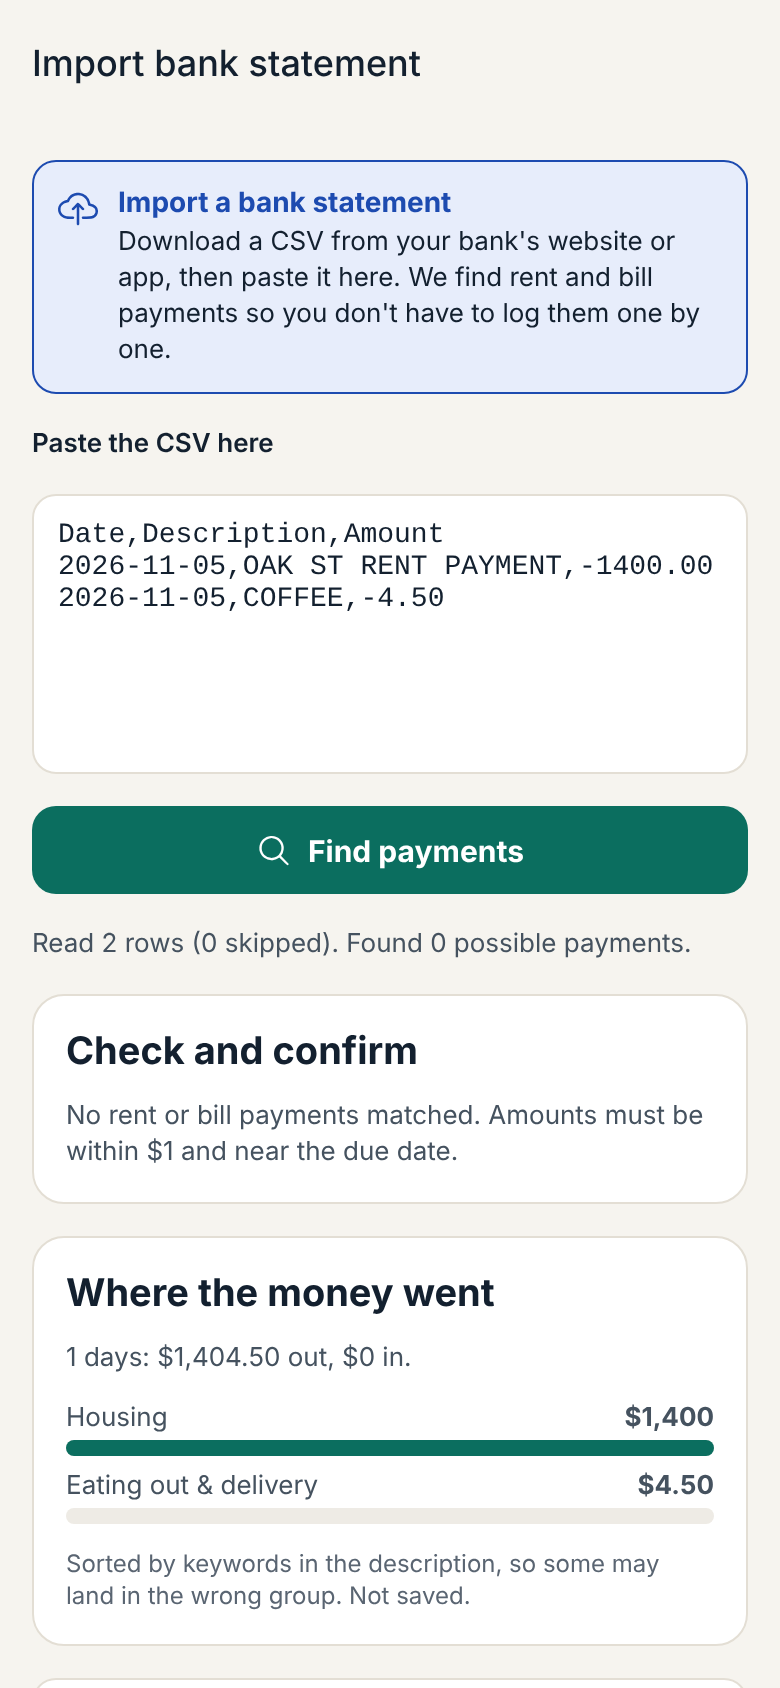 Import bank statement
Import a bank statement
Download a CSV from your bank's website or
app, then paste it here. We find rent and bill
payments so you don't have to log them one by
one.
Paste the CSV here
Date,Description,Amount
2026-11-05,OAK ST RENT PAYMENT,-1400.00
2026-11-05,COFFEE,-4.50
Find payments
Read 2 rows (0 skipped). Found 0 possible payments.
Check and confirm
No rent or bill payments matched. Amounts must be
within $1 and near the due date.
Where the money went
1 days: $1,404.50 out, $0 in.
Housing $1,400
Eating out & delivery $4.50
Sorted by keywords in the description, so some may
land in the wrong group. Not saved.